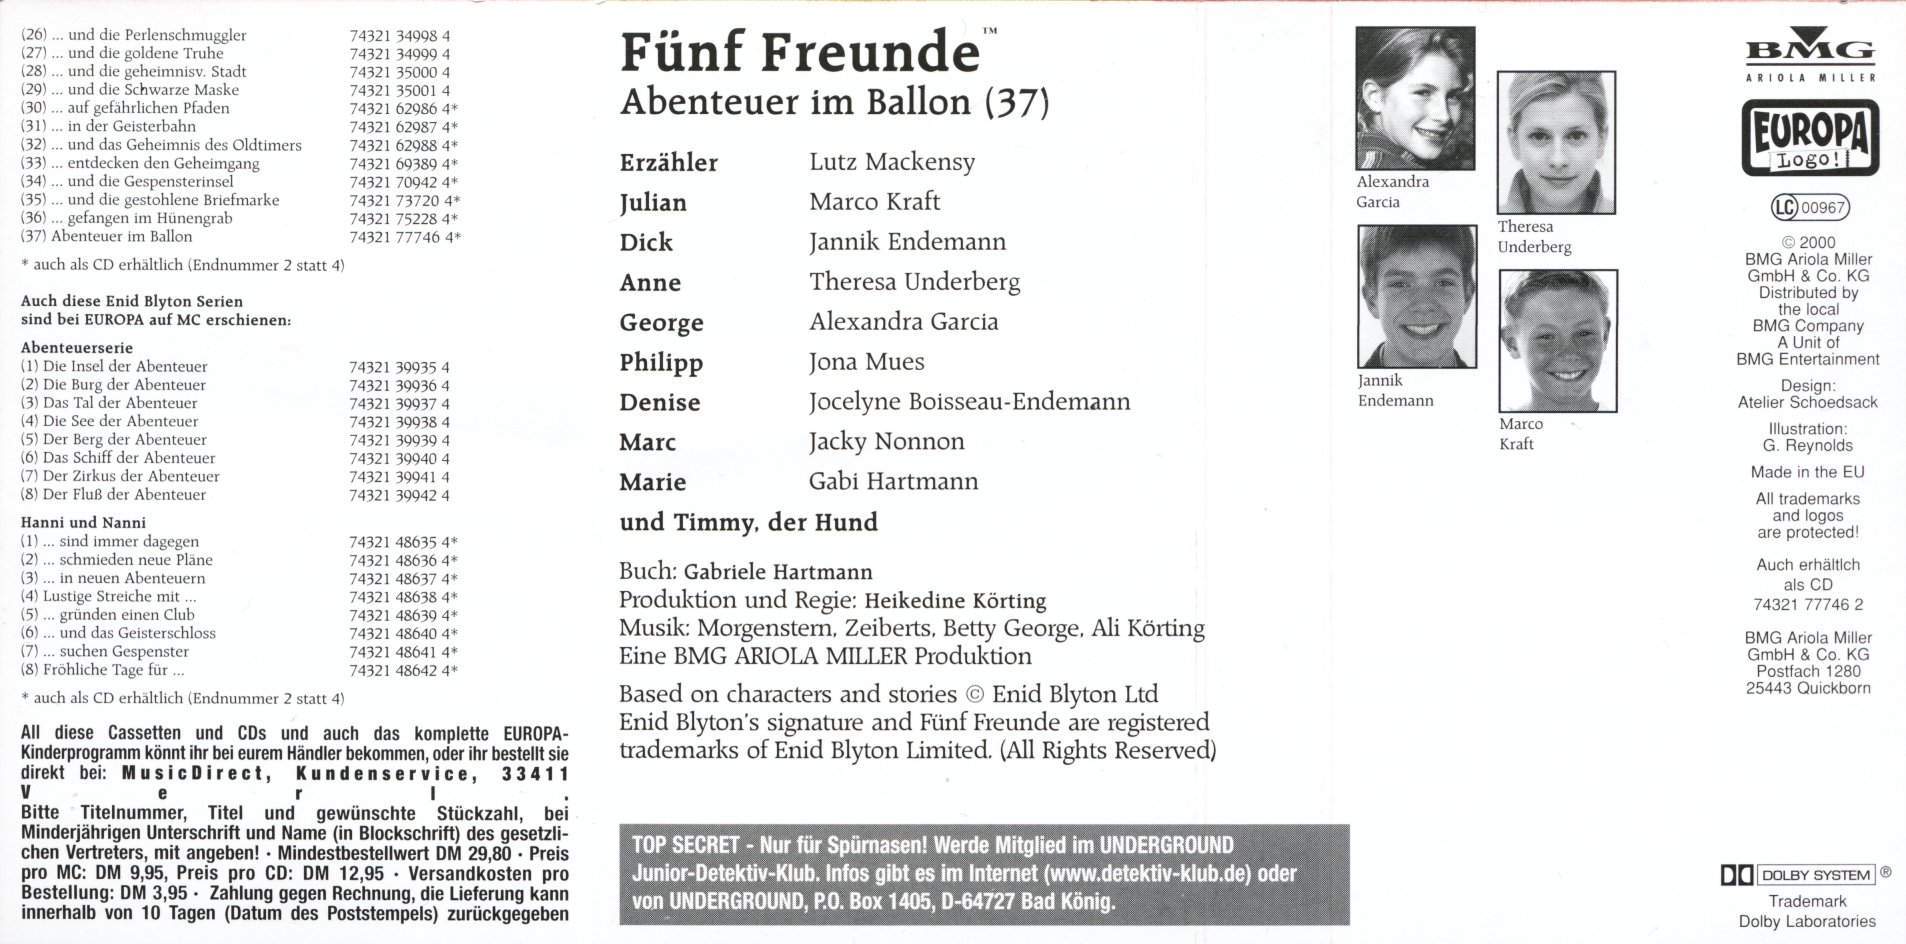 (26) ... und die Perlenschmuggler 74321 34998 4
(27) ... und die goldene Truhe 74321 34999 4
(28) ... und die geheimnisv. Stadt 74321 35000 4
(29) ... und die Schwarze Maske 74321 35001 4
(30) ... auf gefährlichen Pfaden 74321 62986 4*
(31) ... in der Geisterbahn 74321 62987 4*
(32) ... und das Geheimnis des Oldtimers 74321 62988 4*
(33) ... entdecken den Geheimgang 74321 69389 4*
(34) ... und die Gespensterinsel 74321 70942 4*
(35) ... und die gestohlene Briefmarke 74321 73720 4*
(36) ... gefangen im Hünengrab 74321 75228 4*
(37) Abenteuer im Ballon 74321 77746 4*
* auch als CD erhältlich (Endnummer 2 statt 4)
Auch diese Enid Blyton Serien
sind bei EUROPA auf MC erschienen:
Abenteuerserie
(1) Die Insel der Abenteuer 74321 39935 4
(2) Die Burg der Abenteuer 74321 39936 4
(3) Das Tal der Abenteuer 74321 39937 4
(4) Die See der Abenteuer 74321 39938 4
(5) Der Berg der Abenteuer 74321 39939 4
(6) Das Schiff der Abenteuer 74321 39940 4
(7) Der Zirkus der Abenteuer 74321 39941 4
(8) Der Fluß der Abenteuer 74321 39942 4
Hanni und Nanni
(1) ... sind immer dagegen 74321 48635 4*
(2) ... schmieden neue Pläne 74321 48636 4*
(3) ... in neuen Abenteuern 74321 48637 4*
(4) Lustige Streiche mit ... 74321 48638 4*
(5) ... gründen einen Club 74321 48639 4*
(6) ... und das Geisterschloss 74321 48640 4*
(7) ... suchen Gespenster 74321 48641 4*
(8) Fröhliche Tage für ... 74321 48642 4*
* auch als CD erhältlich (Endnummer 2 statt 4)
All diese Cassetten und CDs und auch das komplette EUROPA-
Kinderprogramm könnt ihr bei eurem Händler bekommen, oder ihr bestellt sie
direkt bei: MusicDirect, Kundenservice, 33411
Verl.
Bitte Titelnummer, Titel und gewünschte Stückzahl, bei
Minderjährigen Unterschrift und Name (in Blockschrift) des gesetzli-
chen Vertreters, mit angeben! · Mindestbestellwert DM 29,80 · Preis
pro MC: DM 9,95, Preis pro CD: DM 12,95 · Versandkosten pro
Bestellung: DM 3,95 · Zahlung gegen Rechnung, die Lieferung kann
innerhalb von 10 Tagen (Datum des Poststempels) zurückgegeben
Fünf Freunde™
Abenteuer im Ballon (37)
Erzähler Lutz Mackensy
Julian Marco Kraft
Dick Jannik Endemann
Anne Theresa Underberg
George Alexandra Garcia
Philipp Jona Mues
Denise Jocelyne Boisseau-Endemann
Marc Jacky Nonnon
Marie Gabi Hartmann
und Timmy, der Hund
Buch: Gabriele Hartmann
Produktion und Regie: Heikedine Körting
Musik: Morgenstern, Zeiberts, Betty George, Ali Körting
Eine BMG ARIOLA MILLER Produktion
Based on characters and stories © Enid Blyton Ltd
Enid Blyton's signature and Fünf Freunde are registered
trademarks of Enid Blyton Limited. (All Rights Reserved)
TOP SECRET - Nur für Spürnasen! Werde Mitglied im UNDERGROUND
Junior-Detektiv-Klub. Infos gibt es im Internet (www.detektiv-klub.de) oder
von UNDERGROUND, P.O. Box 1405, D-64727 Bad König.
Alexandra
Garcia
Theresa
Underberg
Jannik
Endemann
Marco
Kraft
BMG
ARIOLA MILLER
EUROPA
Logo!
LC 00967
© 2000
BMG Ariola Miller
GmbH & Co. KG
Distributed by
the local
BMG Company
A Unit of
BMG Entertainment
Design:
Atelier Schoedsack
Illustration:
G. Reynolds
Made in the EU
All trademarks
and logos
are protected!
Auch erhältlch
als CD
74321 77746 2
BMG Ariola Miller
GmbH & Co. KG
Postfach 1280
25443 Quickborn
DOLBY SYSTEM ®
Trademark
Dolby Laboratories